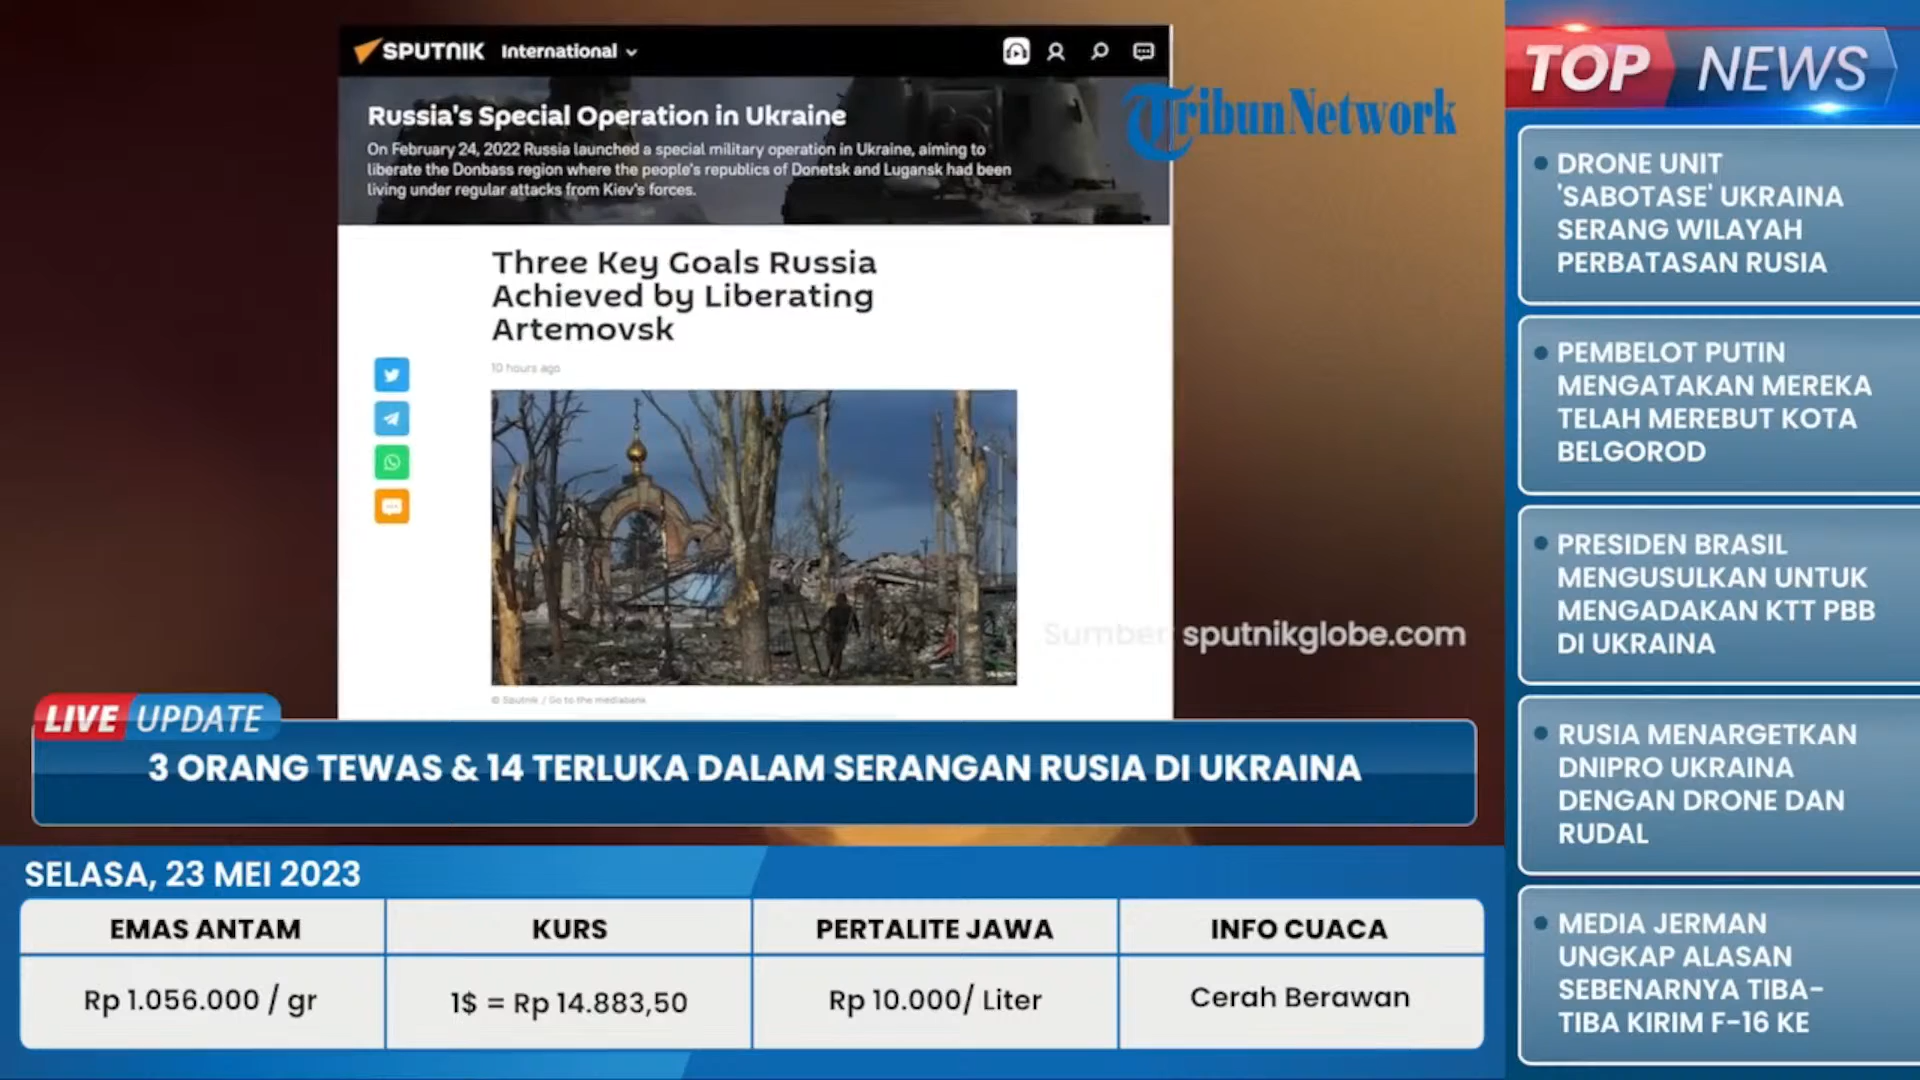 SPUTNIK International
Russia's Special Operation in Ukraine
On February 24, 2022 Russia launched a special military operation in Ukraine, aiming to
liberate the Donbass region where the people's republics of Donetsk and Lugansk had been
living under regular attacks from Kiev's forces.
TribunNetwork
Three Key Goals Russia
Achieved by Liberating
Artemovsk
10 hours ago
© Sputnik / Go to the mediabank
Sumber sputnikglobe.com
LIVE UPDATE
3 ORANG TEWAS & 14 TERLUKA DALAM SERANGAN RUSIA DI UKRAINA
SELASA, 23 MEI 2023
EMAS ANTAM KURS PERTALITE JAWA INFO CUACA
Rp 1.056.000 / gr 1$ = Rp 14.883,50 Rp 10.000/ Liter Cerah Berawan
TOP NEWS
DRONE UNIT
'SABOTASE' UKRAINA
SERANG WILAYAH
PERBATASAN RUSIA
PEMBELOT PUTIN
MENGATAKAN MEREKA
TELAH MEREBUT KOTA
BELGOROD
PRESIDEN BRASIL
MENGUSULKAN UNTUK
MENGADAKAN KTT PBB
DI UKRAINA
RUSIA MENARGETKAN
DNIPRO UKRAINA
DENGAN DRONE DAN
RUDAL
MEDIA JERMAN
UNGKAP ALASAN
SEBENARNYA TIBA-
TIBA KIRIM F-16 KE